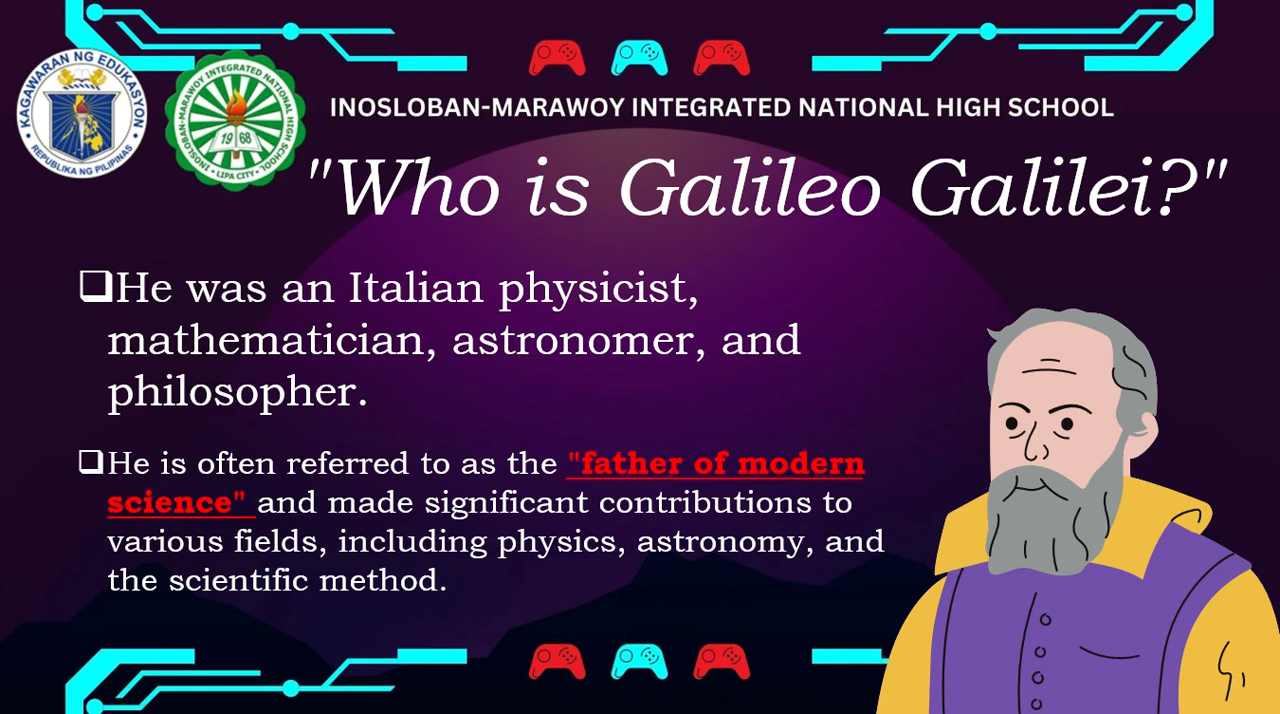 KAGAWARAN NG EDUKASYON
REPUBLIKA NG PILIPINAS
INOSLOBAN-MARAWOY INTEGRATED NATIONAL HIGH SCHOOL
1968
LIPA CITY
INOSLOBAN-MARAWOY INTEGRATED NATIONAL HIGH SCHOOL
"Who is Galileo Galilei?"
❑He was an Italian physicist,
mathematician, astronomer, and
philosopher.
❑He is often referred to as the "father of modern
science" and made significant contributions to
various fields, including physics, astronomy, and
the scientific method.